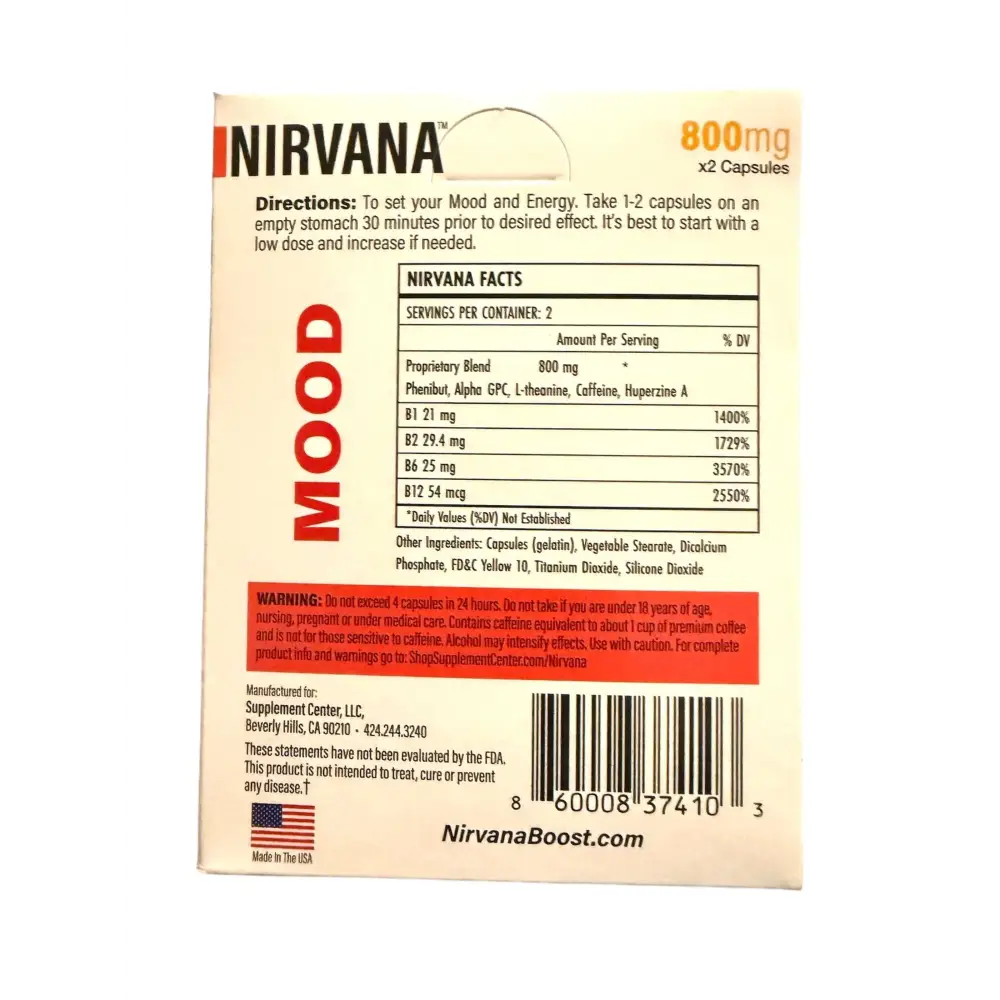 NIRVANA™
800mg
x2 Capsules
Directions: To set your Mood and Energy. Take 1-2 capsules on an
empty stomach 30 minutes prior to desired effect. It's best to start with a
low dose and increase if needed.
MOOD
NIRVANA FACTS
SERVINGS PER CONTAINER: 2
Amount Per Serving % DV
Proprietary Blend 800 mg *
Phenibut, Alpha GPC, L-theanine, Caffeine, Huperzine A
B1 21 mg 1400%
B2 29.4 mg 1729%
B6 25 mg 3570%
B12 54 mcg 2550%
*Daily Values (%DV) Not Established
Other Ingredients: Capsules (gelatin), Vegetable Stearate, Dicalcium
Phosphate, FD&C Yellow 10, Titanium Dioxide, Silicone Dioxide
WARNING: Do not exceed 4 capsules in 24 hours. Do not take if you are under 18 years of age,
nursing, pregnant or under medical care. Contains caffeine equivalent to about 1 cup of premium coffee
and is not for those sensitive to caffeine. Alcohol may intensify effects. Use with caution. For complete
product info and warnings go to: ShopSupplementCenter.com/Nirvana
Manufactured for:
Supplement Center, LLC,
Beverly Hills, CA 90210 • 424.244.3240
These statements have not been evaluated by the FDA.
This product is not intended to treat, cure or prevent
any disease.†
Made In The USA
8 60008 37410 3
NirvanaBoost.com